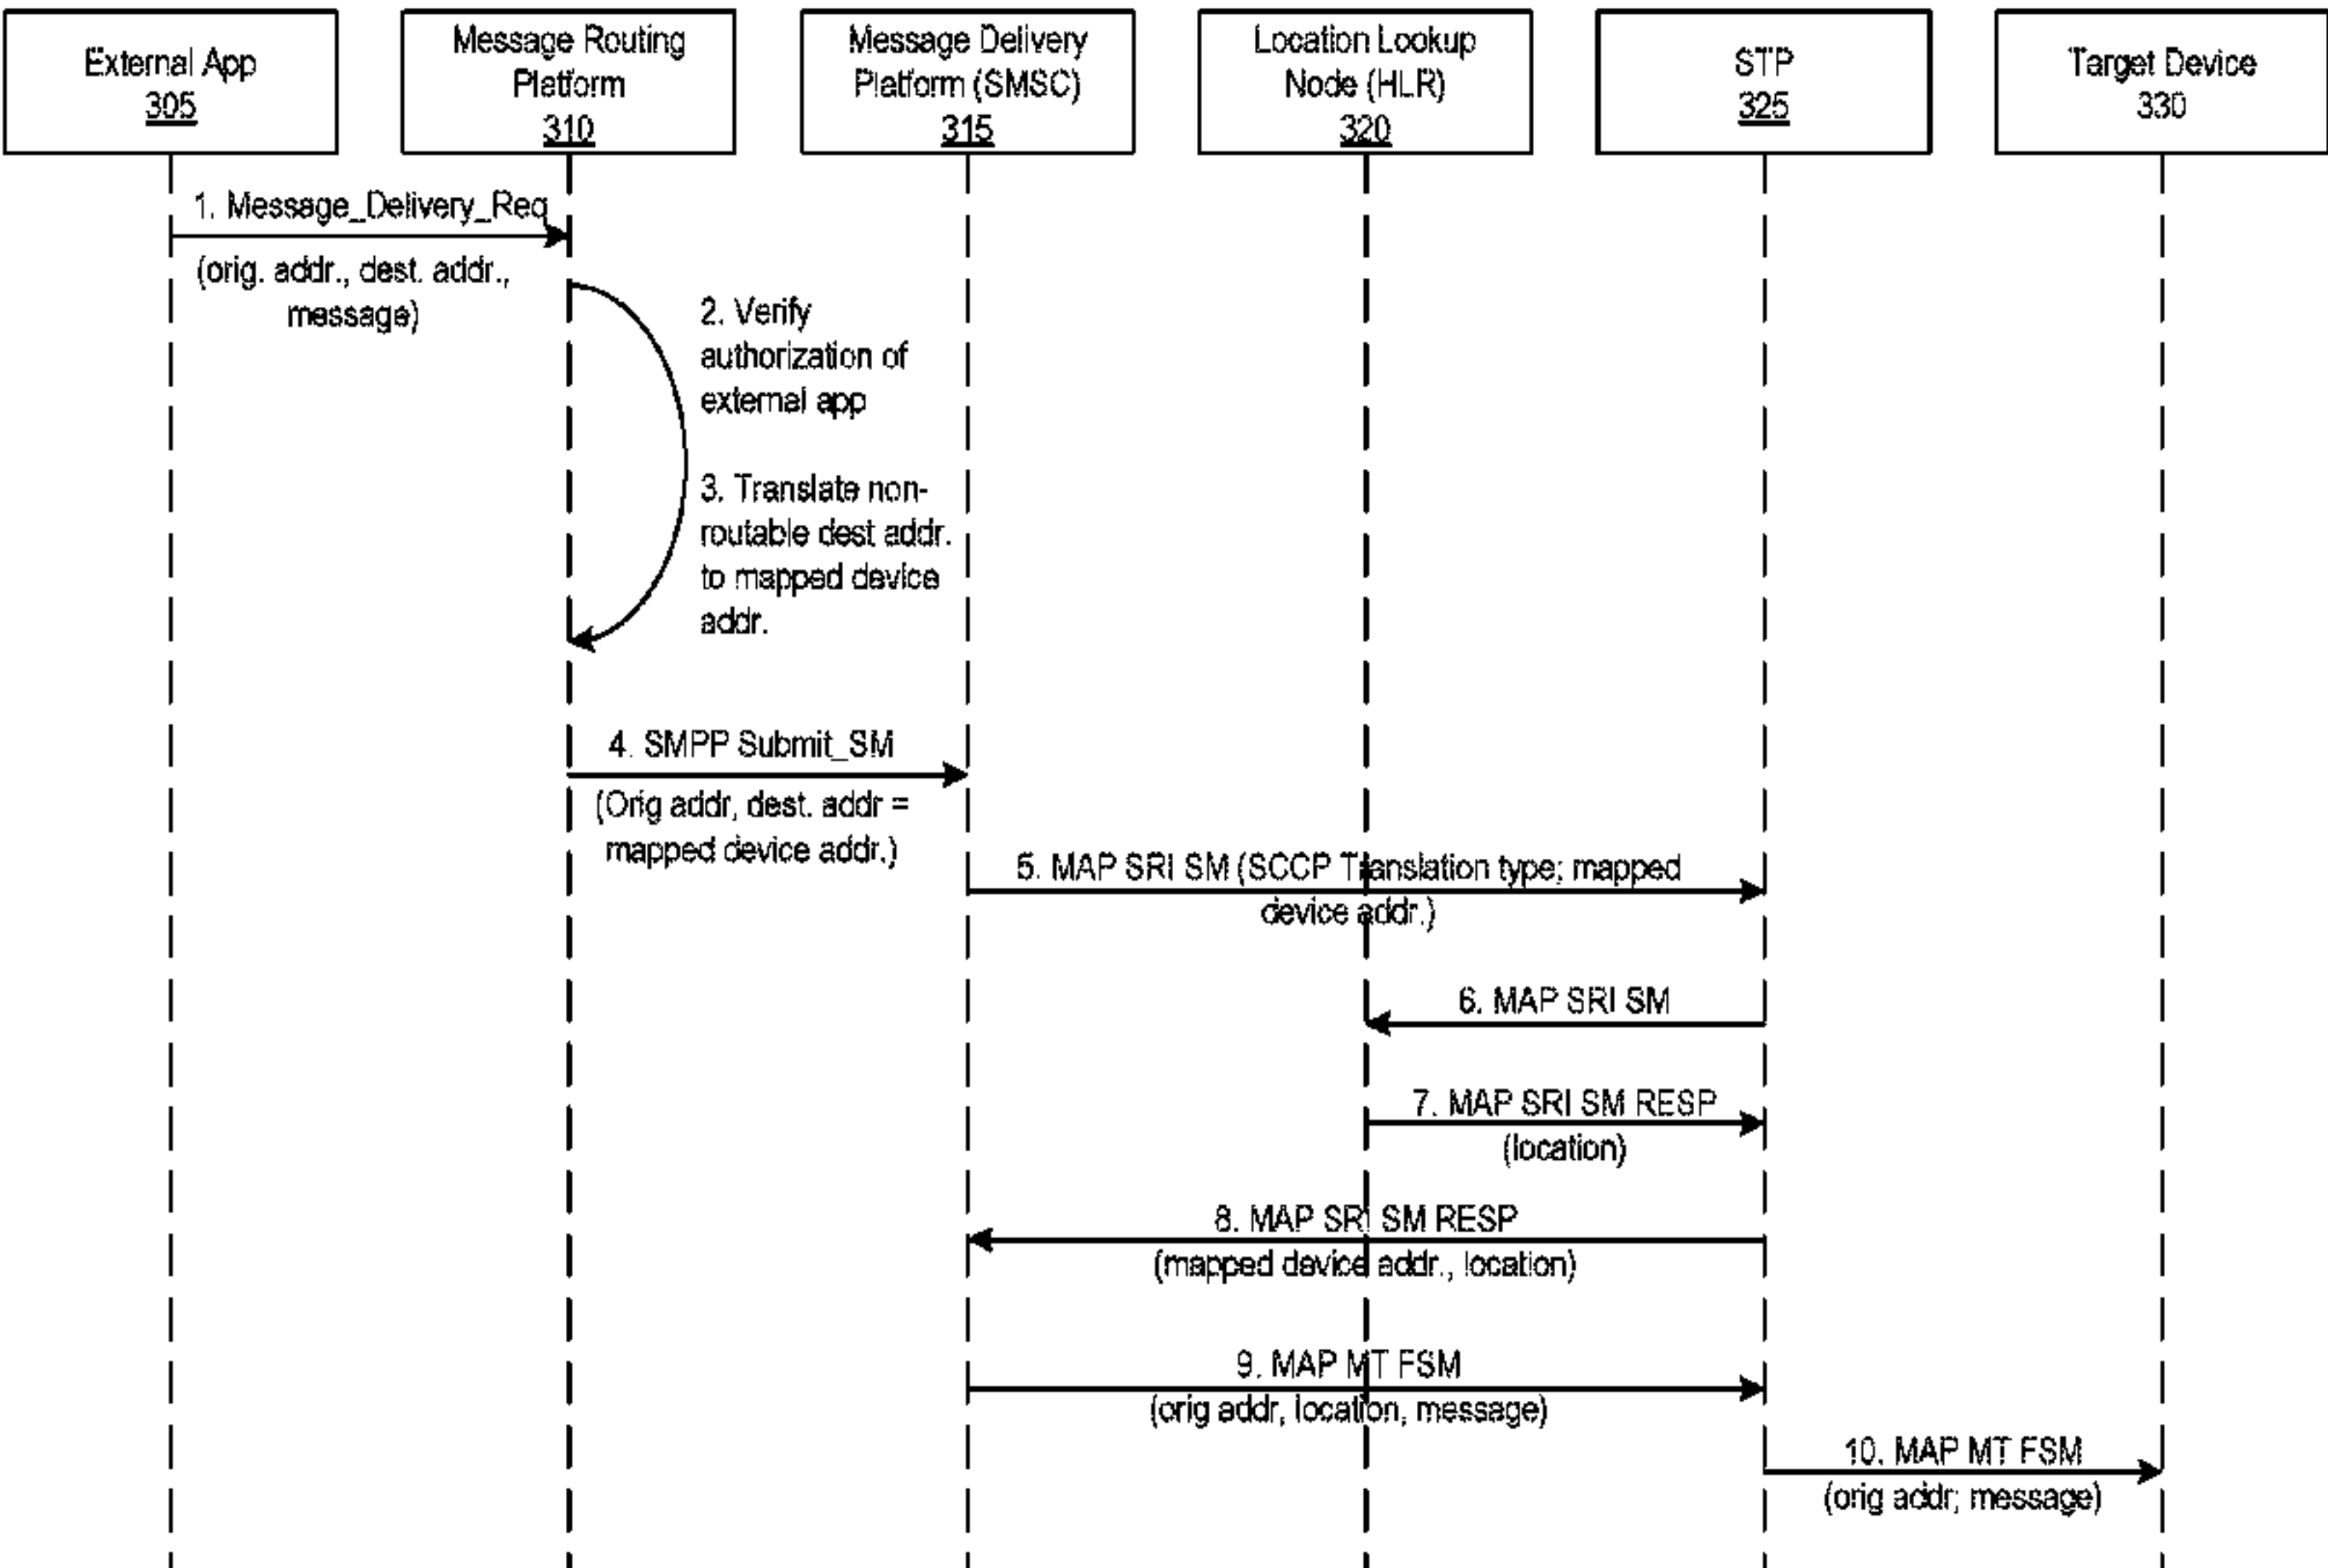 External App
305
Message Routing
Platform
310
Message Delivery
Platform (SMSC)
315
Location Lookup
Node (HLR)
320
STP
325
Target Device
330
1. Message_Delivery_Req
(orig. addr., dest. addr.,
message)
2. Verify
authorization of
external app
3. Translate non-
routable dest addr.
to mapped device
addr.
4. SMPP Submit_SM
(Orig addr, dest. addr =
mapped device addr.)
5. MAP SRI SM (SCCP Translation type; mapped
device addr.)
6. MAP SRI SM
7. MAP SRI SM RESP
(location)
8. MAP SRI SM RESP
(mapped device addr., location)
9. MAP MT FSM
(orig addr, location, message)
10. MAP MT FSM
(orig addr; message)